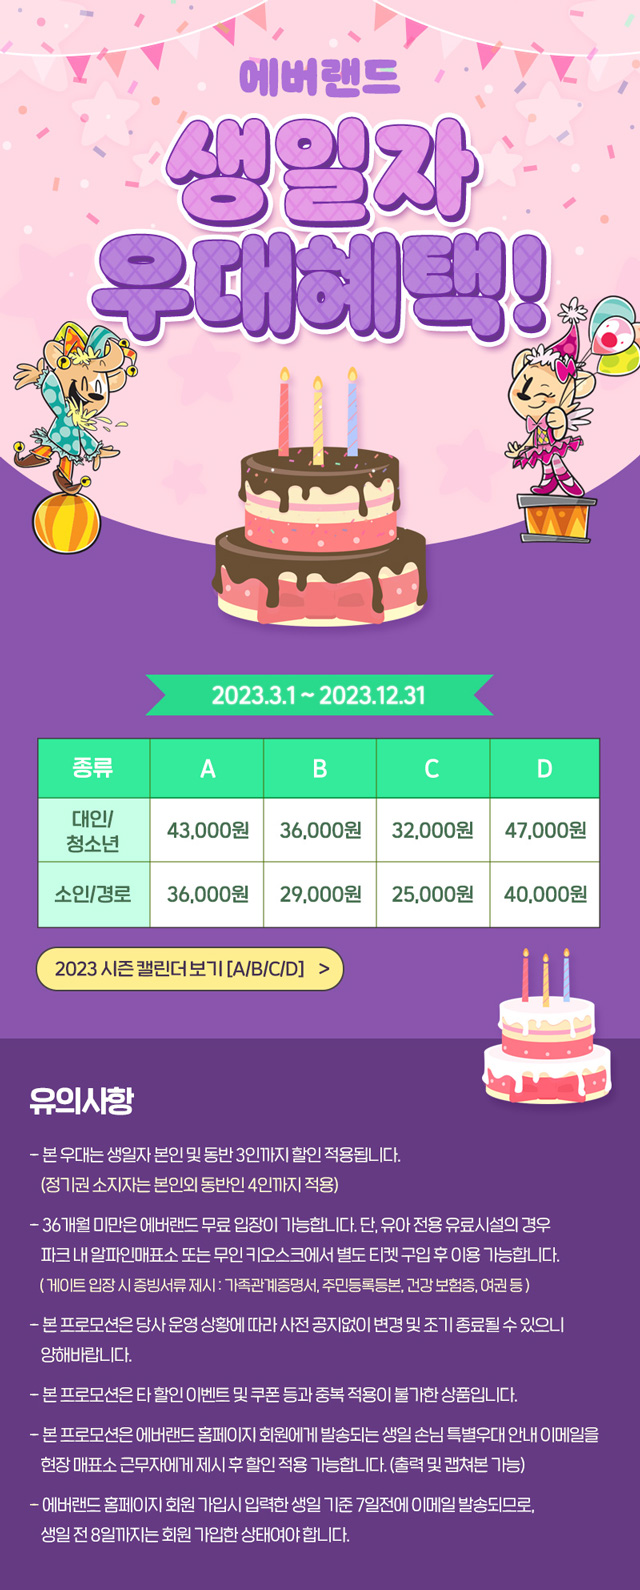 에버랜드
생일자
우대혜택!
2023.3.1 ~ 2023.12.31
종류 A B C D
대인/
청소년 43,000원 36,000원 32,000원 47,000원
소인/경로 36,000원 29,000원 25,000원 40,000원
2023 시즌 캘린더 보기 [A/B/C/D] >
유의사항
- 본 우대는 생일자 본인 및 동반 3인까지 할인 적용됩니다.
(정기권 소지자는 본인외 동반인 4인까지 적용)
- 36개월 미만은 에버랜드 무료 입장이 가능합니다. 단, 유아 전용 유료시설의 경우
파크 내 알파인매표소 또는 무인 키오스크에서 별도 티켓 구입 후 이용 가능합니다.
( 게이트 입장 시 증빙서류 제시 : 가족관계증명서, 주민등록등본, 건강 보험증, 여권 등 )
- 본 프로모션은 당사 운영 상황에 따라 사전 공지없이 변경 및 조기 종료될 수 있으니
양해바랍니다.
- 본 프로모션은 타 할인 이벤트 및 쿠폰 등과 중복 적용이 불가한 상품입니다.
- 본 프로모션은 에버랜드 홈페이지 회원에게 발송되는 생일 손님 특별우대 안내 이메일을
현장 매표소 근무자에게 제시 후 할인 적용 가능합니다. (출력 및 캡쳐본 가능)
- 에버랜드 홈페이지 회원 가입시 입력한 생일 기준 7일전에 이메일 발송되므로,
생일 전 8일까지는 회원 가입한 상태여야 합니다.